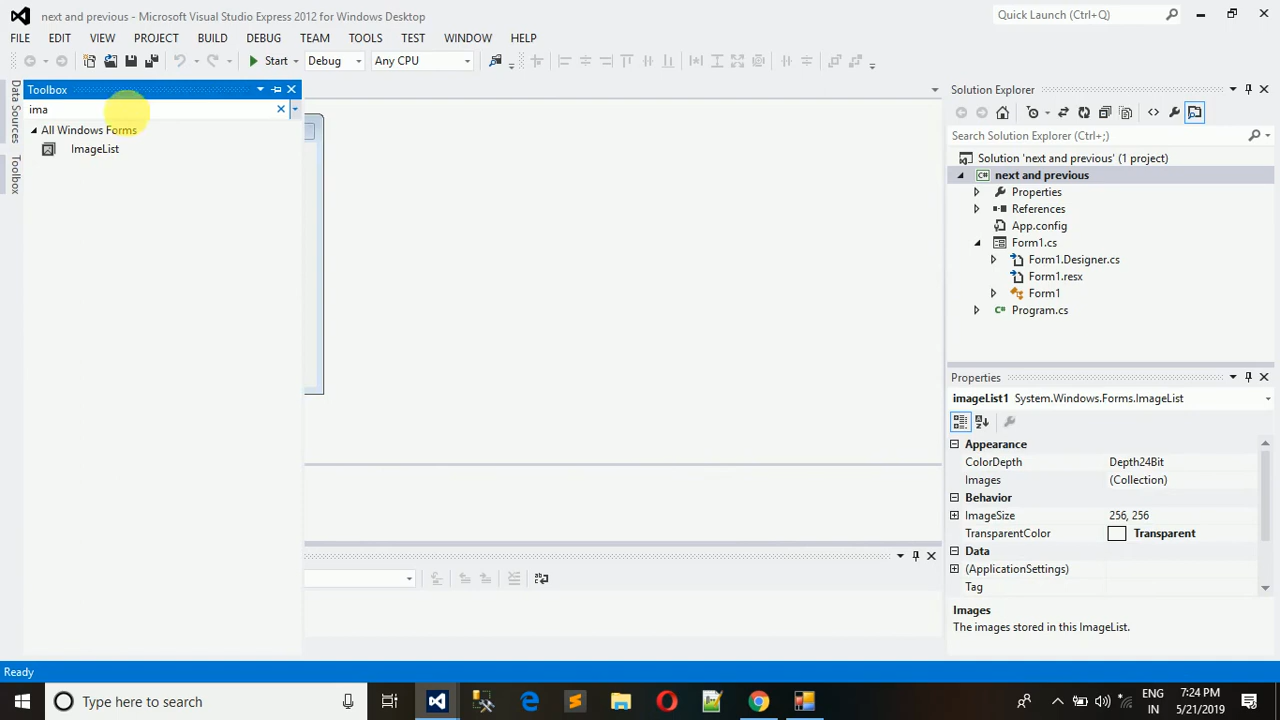 next and previous - Microsoft Visual Studio Express 2012 for Windows Desktop
Quick Launch (Ctrl+Q)
FILE EDIT VIEW PROJECT BUILD DEBUG TEAM TOOLS TEST WINDOW HELP
Start Debug Any CPU
Data Sources
Toolbox
Toolbox
ima
All Windows Forms
ImageList
Solution Explorer
Search Solution Explorer (Ctrl+;)
Solution 'next and previous' (1 project)
next and previous
Properties
References
App.config
Form1.cs
Form1.Designer.cs
Form1.resx
Form1
Program.cs
Properties
imageList1 System.Windows.Forms.ImageList
Appearance
ColorDepth Depth24Bit
Images (Collection)
Behavior
ImageSize 256, 256
TransparentColor Transparent
Data
(ApplicationSettings)
Tag
Images
The images stored in this ImageList.
Ready
Type here to search
ENG
IN
7:24 PM
5/21/2019